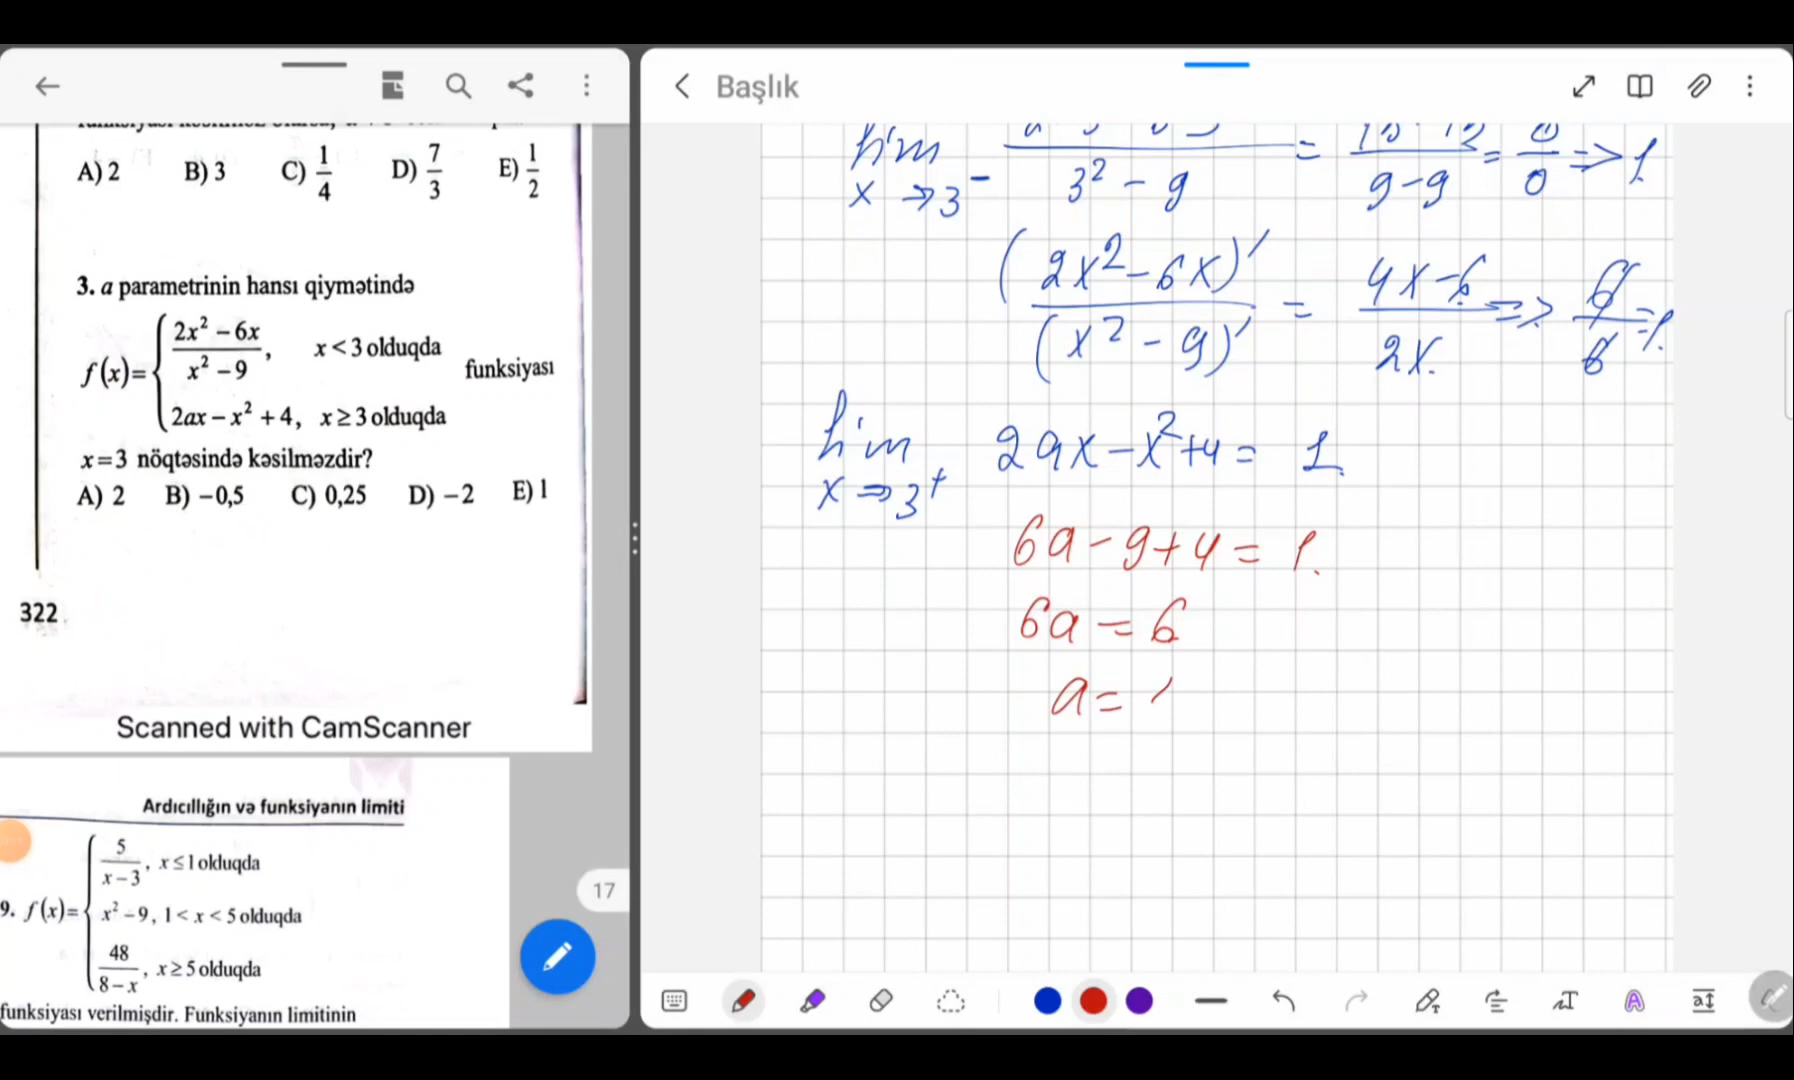 Başlık
A) 2 B) 3 C) 1/4 D) 7/3 E) 1/2
3. a parametrinin hansı qiymətində
f(x)= { (2x² – 6x)/(x² – 9), x < 3 olduqda
2ax – x² + 4, x ≥ 3 olduqda
funksiyası
x = 3 nöqtəsində kəsilməzdir?
A) 2 B) –0,5 C) 0,25 D) –2 E) 1
322
Scanned with CamScanner
Ardıcıllığın və funksiyanın limiti
9. f(x)= { 5/(x – 3), x ≤ 1 olduqda
x² – 9, 1 < x < 5 olduqda
48/(8 – x), x ≥ 5 olduqda
funksiyası verilmişdir. Funksiyanın limitinin
17
lim x→3⁻ /(3² – 9) = /(9-9) = 0/0 => 1.
(2x² – 6x)′/(x² – 9)′ = (4x – 6)/2x. => 6/6 = 1.
lim x→3⁺ 2ax – x² + 4 = 1.
6a – 9 + 4 = 1.
6a = 6
a =